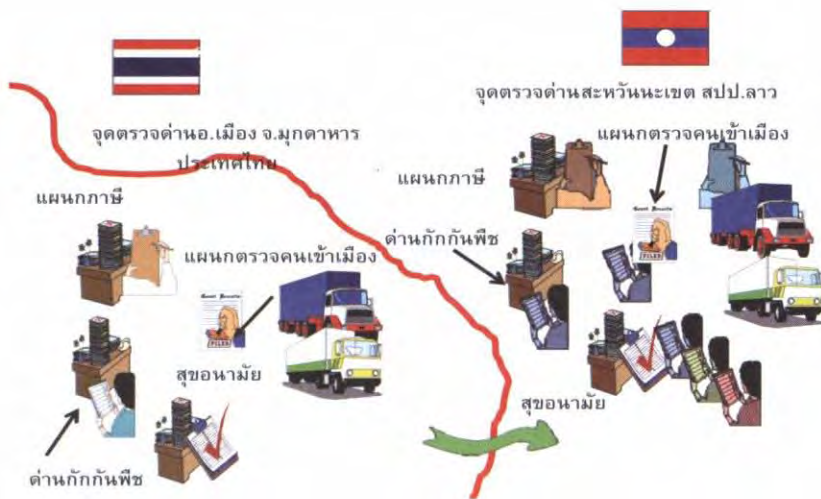 จุดตรวจด่านอ.เมือง จ.มุกดาหาร
ประเทศไทย
แผนกภาษี
แผนกตรวจคนเข้าเมือง
สุขอนามัย
ด่านกักกันพืช
จุดตรวจด่านสะหวันนะเขต สปป.ลาว
แผนกตรวจคนเข้าเมือง
แผนกภาษี
ด่านกักกันพืช
สุขอนามัย